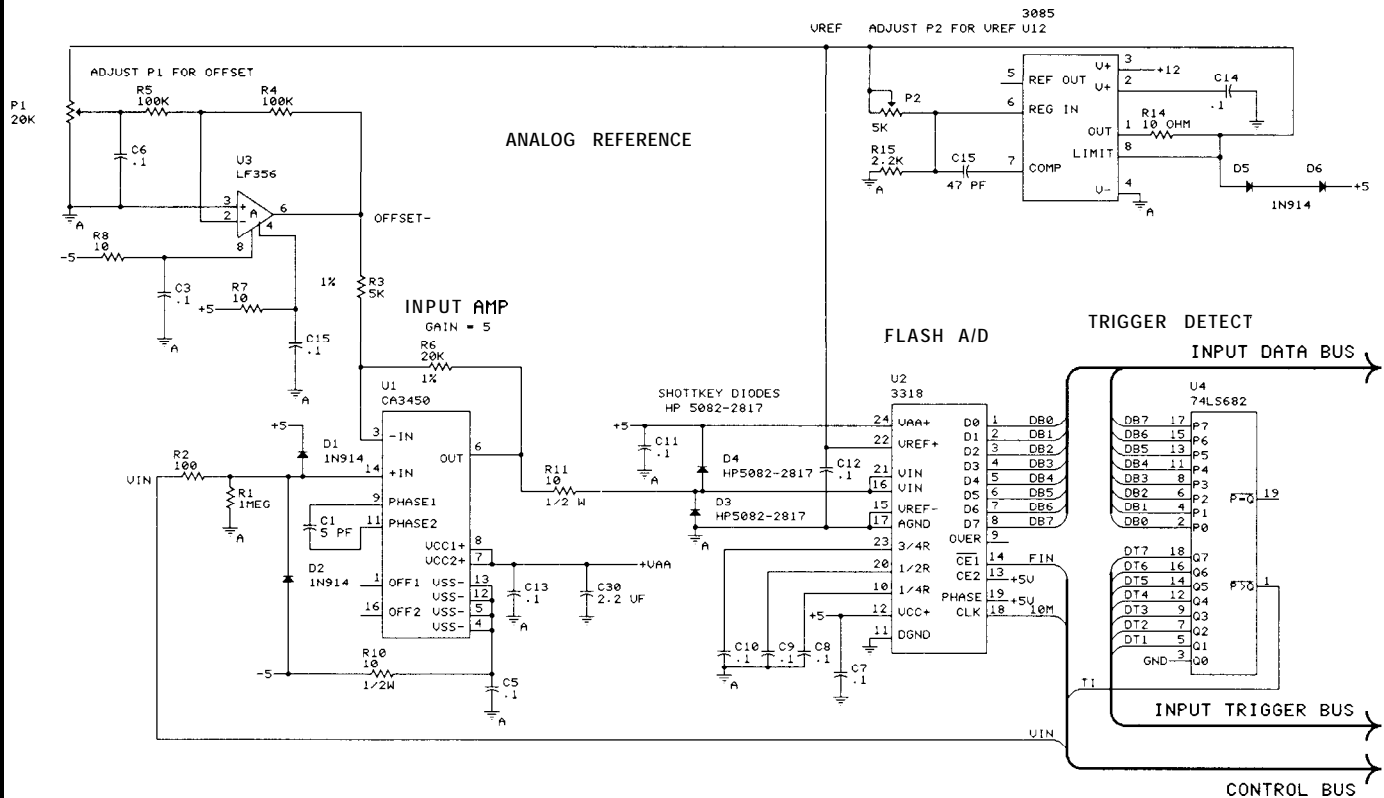 3085
VREF ADJUST P2 FOR VREF U12
ADJUST P1 FOR OFFSET
P1
20K
R5
100K
R4
100K
C6
.1
U3
LF356
3
2
+
-
A
6
4
8
OFFSET-
A
R8
10
-5
C3
.1
A
R7
10
+5
C15
.1
A
1%
R3
5K
ANALOG REFERENCE
P2
5K
R15
2.2K
A
C15
47 PF
5 REF OUT
6 REG IN
7 COMP
V+ 3
+12
V+ 2
C14
.1
OUT 1
R14
10 OHM
LIMIT 8
V- 4
A
D5
D6
1N914
+5
INPUT AMP
GAIN = 5
R6
20K
1%
U1
CA3450
3 -IN
14 +IN
9 PHASE1
11 PHASE2
1 OFF1
16 OFF2
OUT 6
VCC1+ 8
VCC2+ 7
VSS- 13
VSS- 12
VSS- 5
VSS- 4
+5
D1
1N914
R2
100
VIN
R1
1MEG
A
C1
5 PF
D2
1N914
R10
10
1/2W
-5
C5
.1
A
C13
.1
A
C30
2.2 UF
+VAA
R11
10
1/2 W
SHOTTKEY DIODES
HP 5082-2817
+5
C11
.1
A
D4
HP5082-2817
D3
HP5082-2817
A
C12
.1
FLASH A/D
U2
3318
24 VAA+
22 VREF+
21 VIN
16 VIN
15 VREF-
17 AGND
23 3/4R
20 1/2R
10 1/4R
12 VCC+
11 DGND
D0 1 DB0
D1 2 DB1
D2 3 DB2
D3 4 DB3
D4 5 DB4
D5 6 DB5
D6 7 DB6
D7 8 DB7
OVER 9
CE1 14 FIN
CE2 13 +5V
PHASE 19 +5V
CLK 18 10M
+5
C10
.1
C9
.1
C8
.1
A
C7
.1
TRIGGER DETECT
INPUT DATA BUS
U4
74LS682
DB7 17 P7
DB6 15 P6
DB5 13 P5
DB4 11 P4
DB3 8 P3
DB2 6 P2
DB1 4 P1
DB0 2 P0
P=Q 19
DT7 18 Q7
DT6 16 Q6
DT5 14 Q5
DT4 12 Q4
DT3 9 Q3
DT2 7 Q2
DT1 5 Q1
GND 3 Q0
P>Q 1
TI
INPUT TRIGGER BUS
VIN
CONTROL BUS